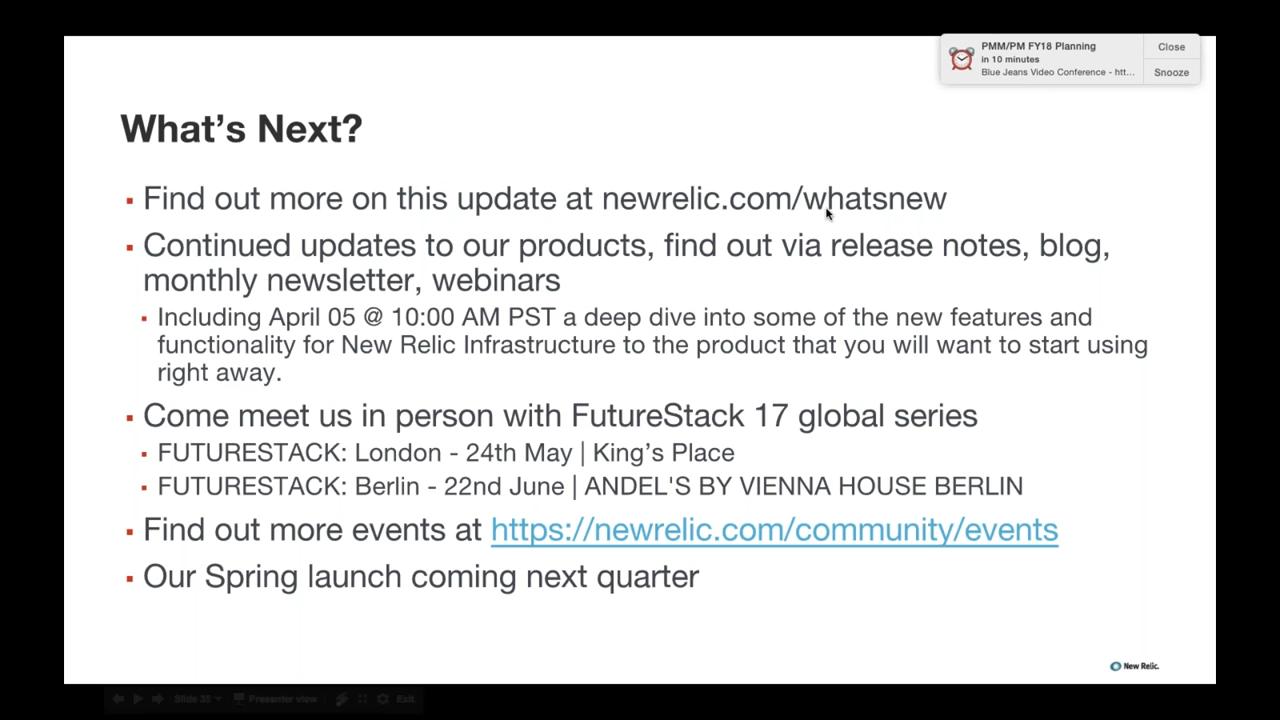 PMM/PM FY18 Planning
Close
in 10 minutes
Blue Jeans Video Conference - htt...
Snooze
What's Next?
▪ Find out more on this update at newrelic.com/whatsnew
▪ Continued updates to our products, find out via release notes, blog,
monthly newsletter, webinars
▪ Including April 05 @ 10:00 AM PST a deep dive into some of the new features and
functionality for New Relic Infrastructure to the product that you will want to start using
right away.
▪ Come meet us in person with FutureStack 17 global series
▪ FUTURESTACK: London - 24th May | King's Place
▪ FUTURESTACK: Berlin - 22nd June | ANDEL'S BY VIENNA HOUSE BERLIN
▪ Find out more events at https://newrelic.com/community/events
▪ Our Spring launch coming next quarter
New Relic.
Slide 35 Presenter view Exit